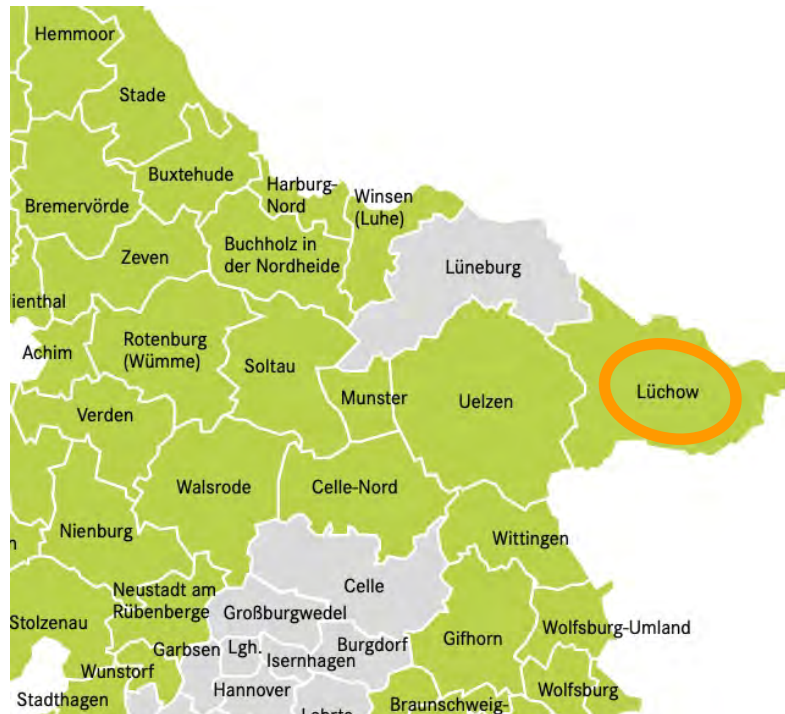 Hemmoor
Stade
Buxtehude
Harburg-
Nord
Winsen
(Luhe)
Bremervörde
Zeven
Buchholz in
der Nordheide
Lüneburg
ienthal
Achim
Rotenburg
(Wümme)
Soltau
Munster
Uelzen
Lüchow
Verden
Walsrode
Celle-Nord
Nienburg
n
Wittingen
Celle
Neustadt am
Rübenberge
Großburgwedel
Stolzenau
Garbsen
Lgh.
Isernhagen
Burgdorf
Gifhorn
Wolfsburg-Umland
Wunstorf
Stadthagen
Hannover
Lehrte
Braunschweig-
Wolfsburg